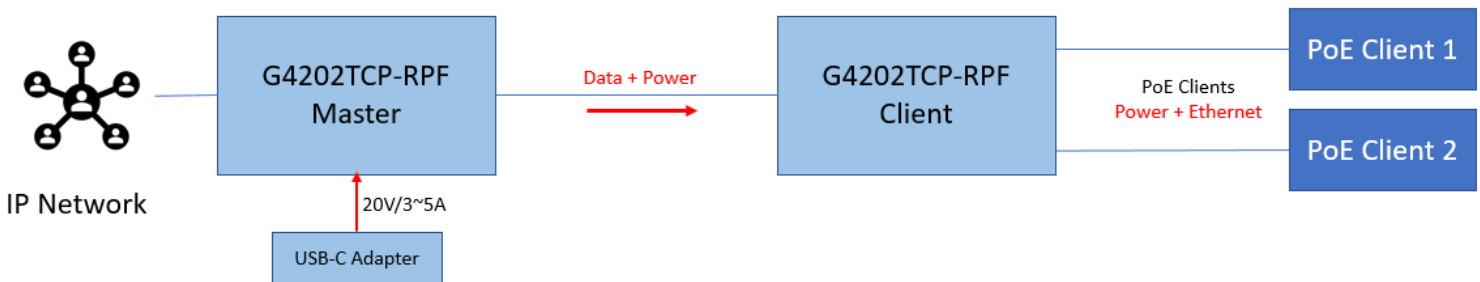 IP Network
G4202TCP-RPF
Master
20V/3~5A
USB-C Adapter
Data + Power
G4202TCP-RPF
Client
PoE Clients
Power + Ethernet
PoE Client 1
PoE Client 2